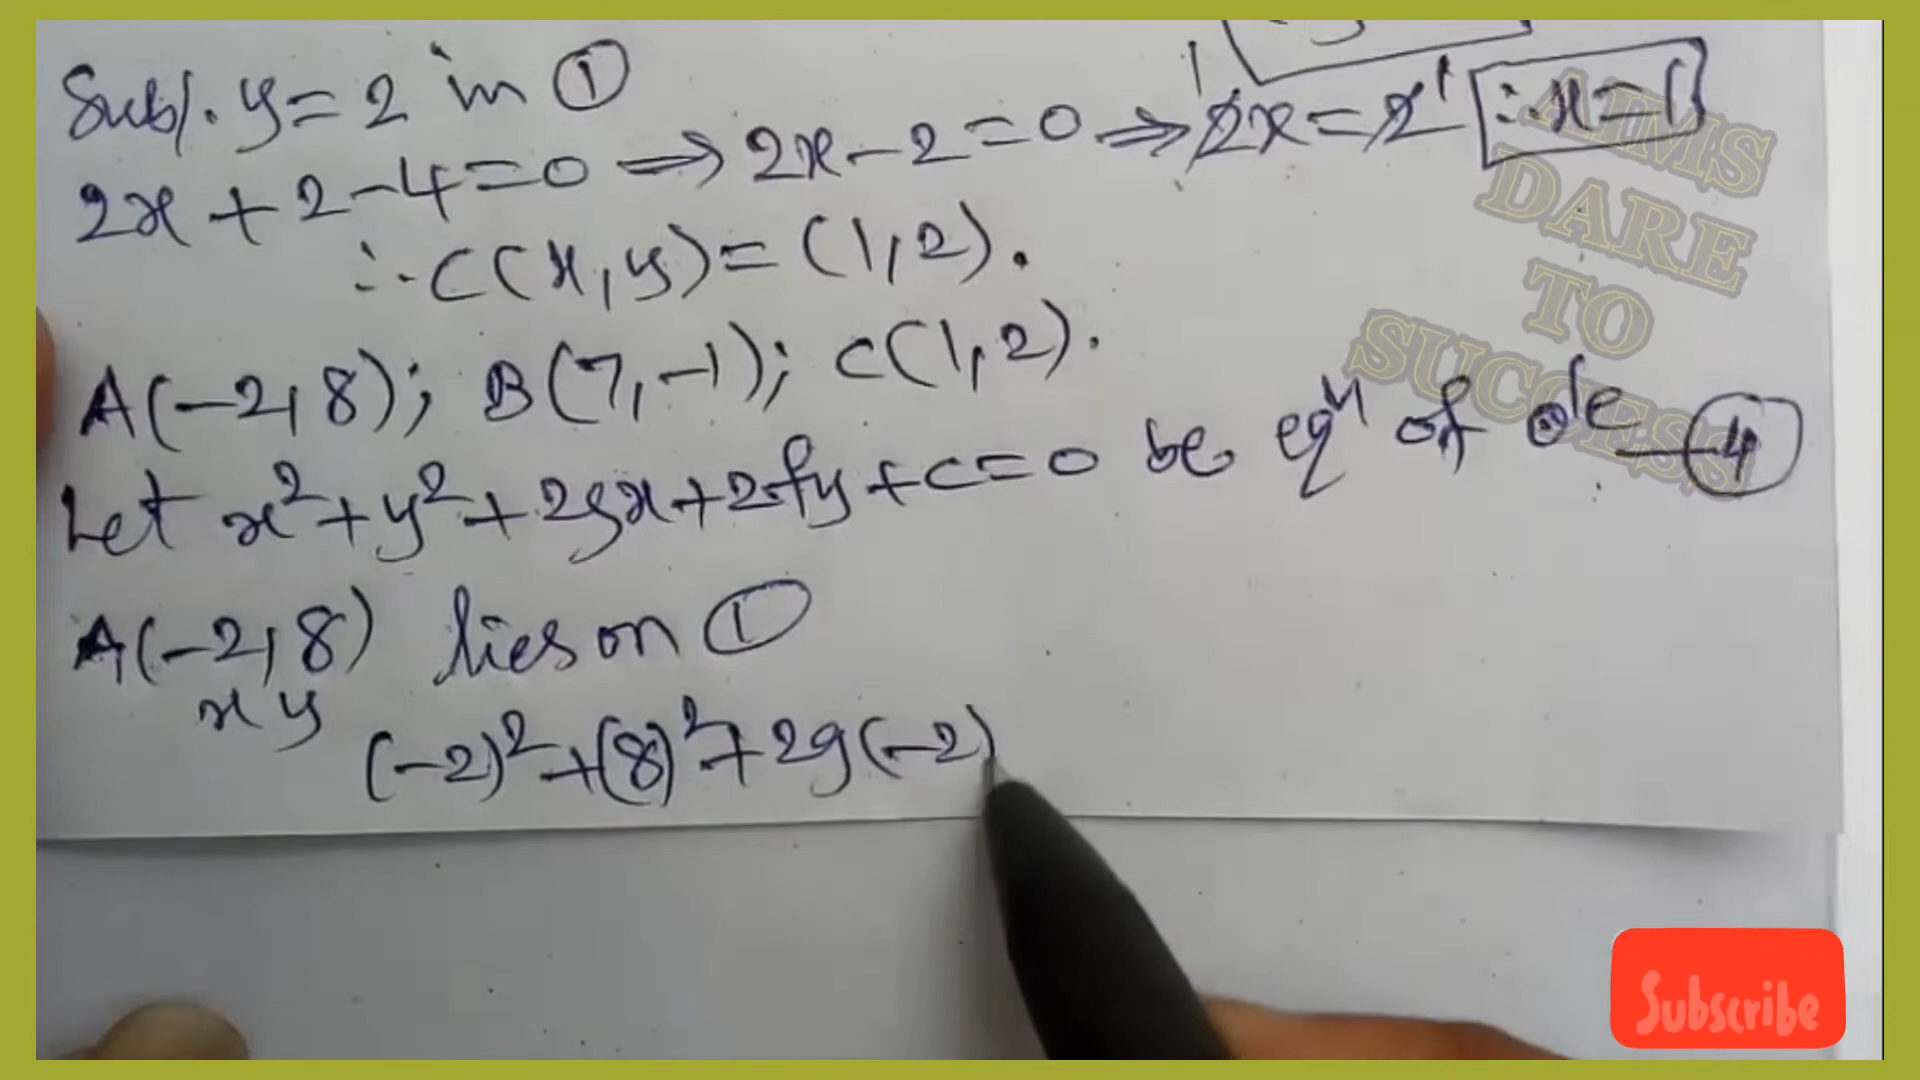 Subs. y=2 in ①
2x+2-4=0 ⇒ 2x-2=0 ⇒ 2x=2 ∴x=1
∴ C(x,y)=(1,2).
A(-2,8); B(7,-1); C(1,2).
Let x²+y²+2gx+2fy+c=0 be eqn of ole — ④
A(-2,8) lies on ①
x y
(-2)²+(8)²+2g(-2)
AIMS
DARE
TO
SUCCESS
Subscribe